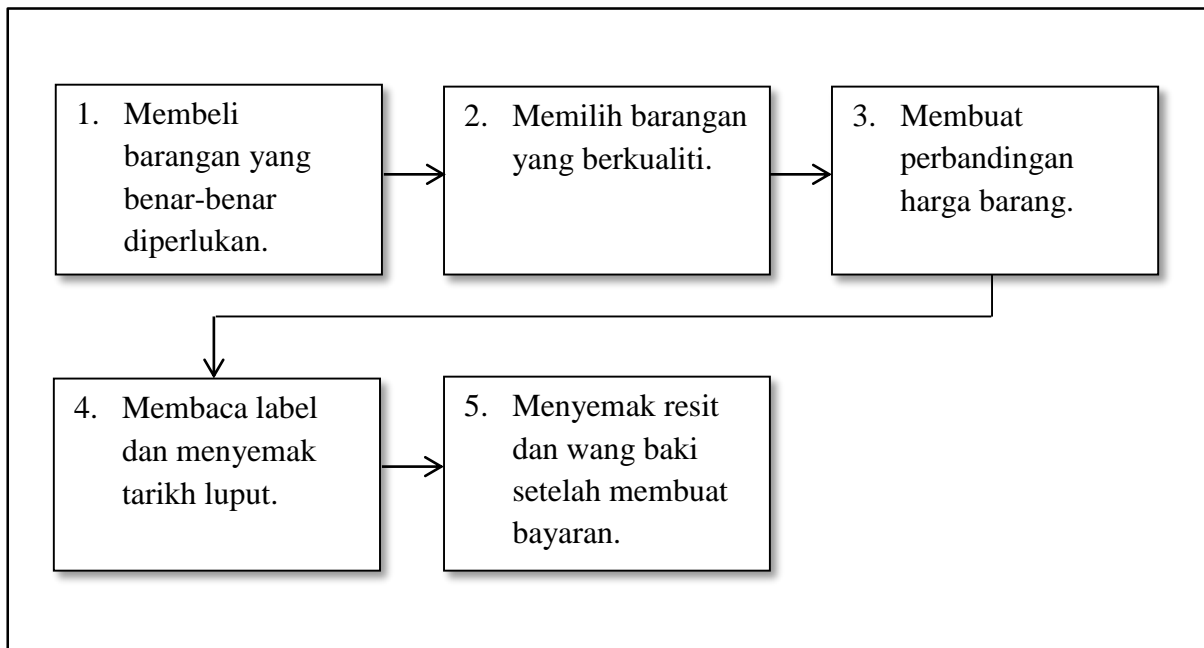 1. Membeli
barangan yang
benar-benar
diperlukan.
2. Memilih barangan
yang berkualiti.
3. Membuat
perbandingan
harga barang.
4. Membaca label
dan menyemak
tarikh luput.
5. Menyemak resit
dan wang baki
setelah membuat
bayaran.